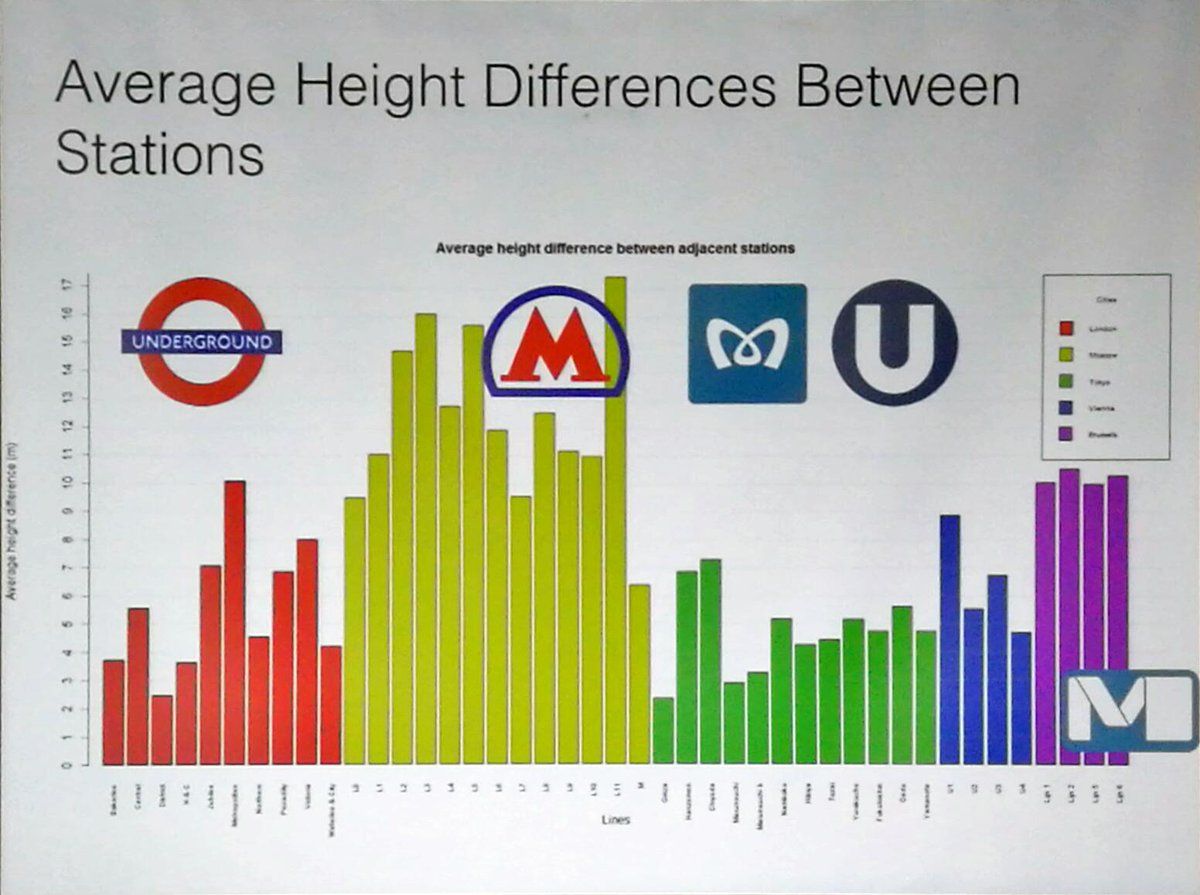 Average Height Differences Between
Stations
Average height difference between adjacent stations
UNDERGROUND
M
U
Cities
London
Moscow
Tokyo
Vienna
Brussels
Average height difference (m)
17
16
15
14
13
12
11
10
9
8
7
6
5
4
3
2
1
0
Bakerloo
Central
District
H & C
Jubilee
Metropolitan
Northern
Piccadilly
Victoria
Waterloo & City
L0
L1
L2
L3
L4
L5
L6
L7
L8
L9
L10
L11
M
Ginza
Hanzomon
Chiyoda
Marunouchi
Marunouchi b
Namboku
Hibiya
Tozai
Yurakucho
Fukutoshin
Oedo
Yamanote
U1
U2
U3
U4
1
2
5
6
Lines
M